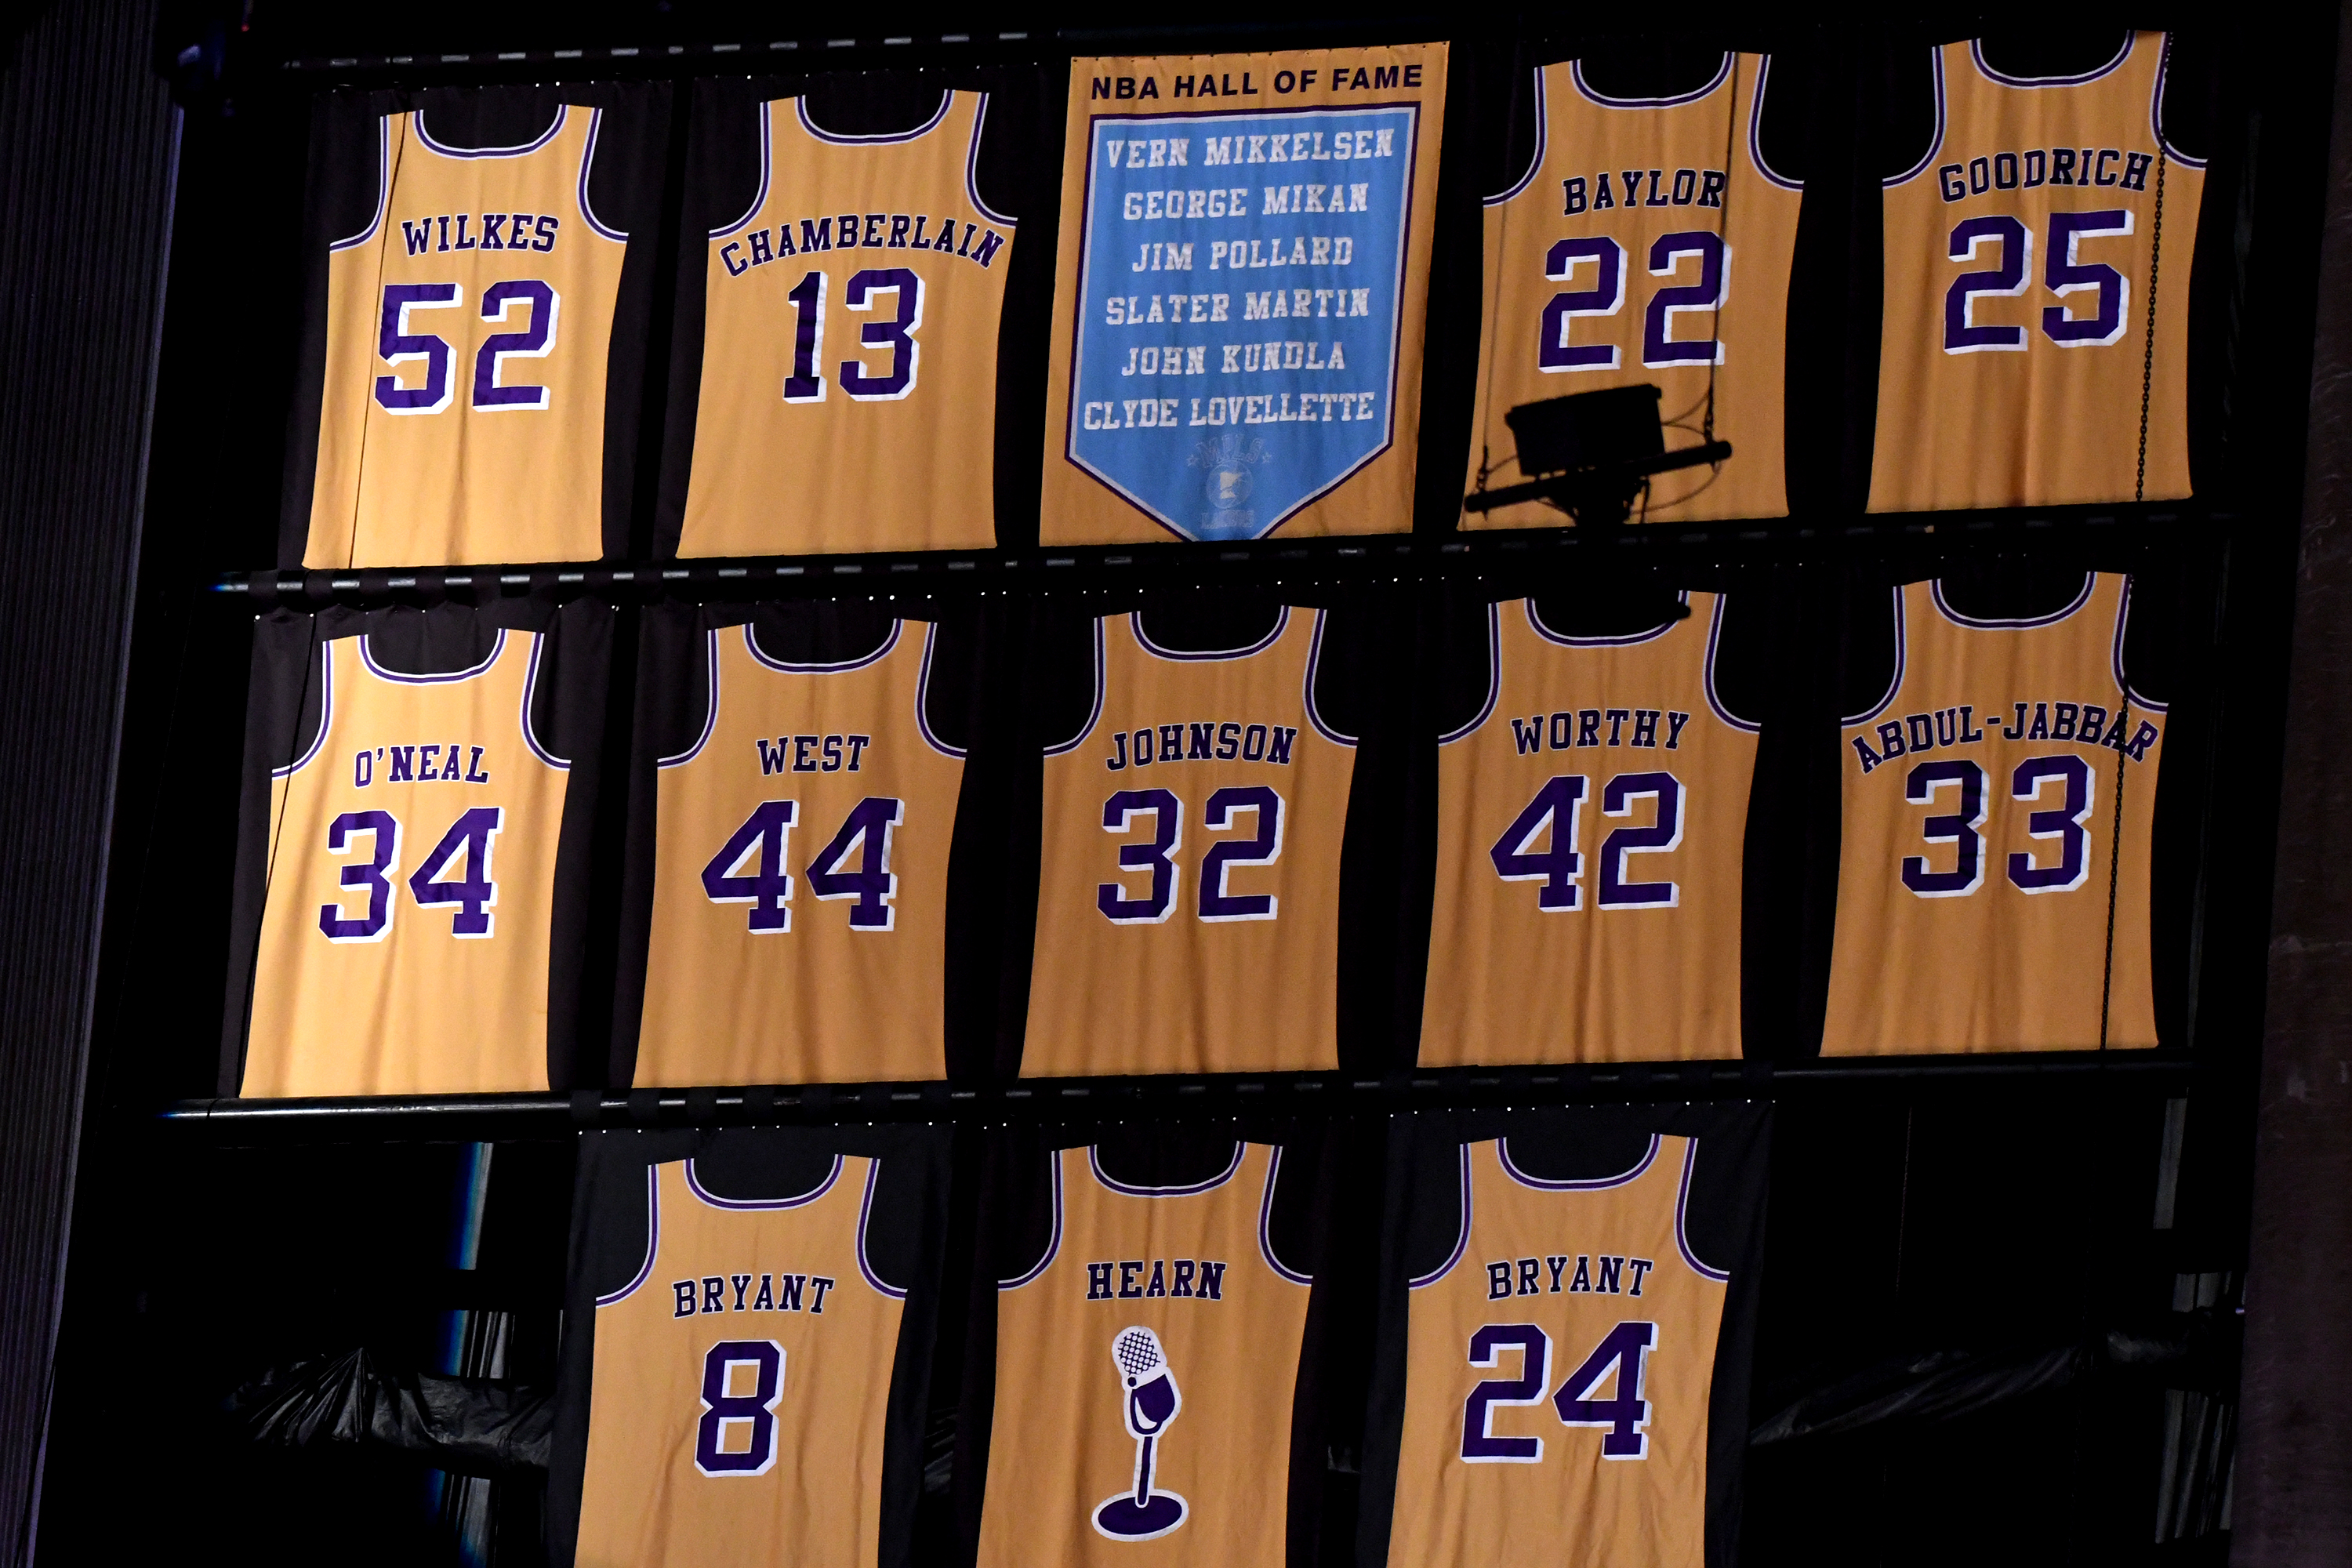 WILKES
52
CHAMBERLAIN
13
NBA HALL OF FAME
VERN MIKKELSEN
GEORGE MIKAN
JIM POLLARD
SLATER MARTIN
JOHN KUNDLA
CLYDE LOVELLETTE
MPLS
LAKERS
BAYLOR
22
GOODRICH
25
O'NEAL
34
WEST
44
JOHNSON
32
WORTHY
42
ABDUL-JABBAR
33
BRYANT
8
HEARN
BRYANT
24